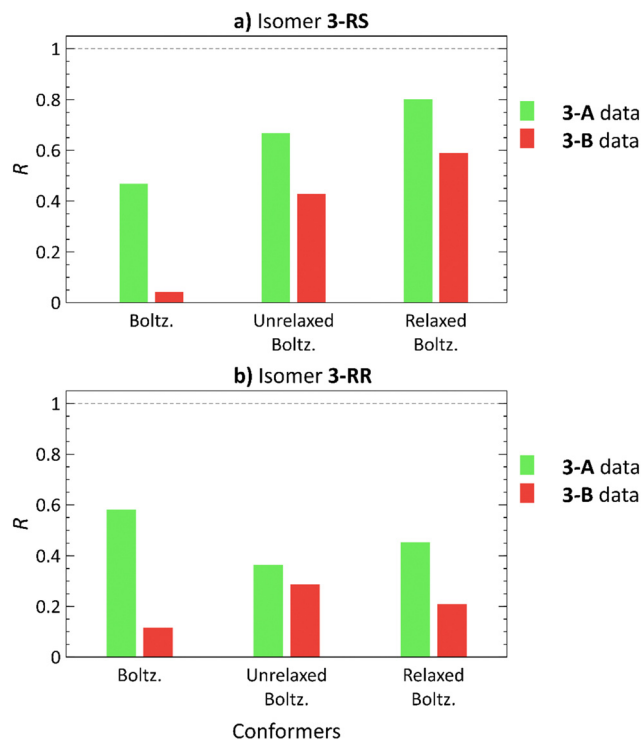 a) Isomer 3-RS
1
0.8
0.6
0.4
0.2
0
R
Boltz.
Unrelaxed
Boltz.
Relaxed
Boltz.
3-A data
3-B data
b) Isomer 3-RR
1
0.8
0.6
0.4
0.2
0
R
Boltz.
Unrelaxed
Boltz.
Relaxed
Boltz.
3-A data
3-B data
Conformers